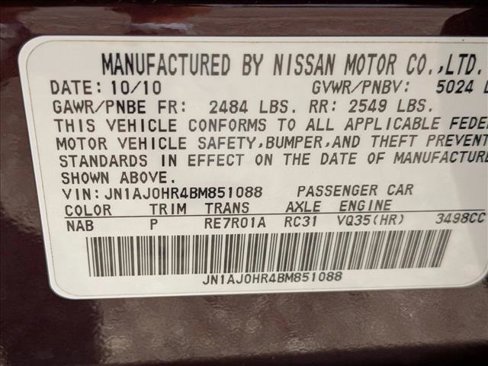 MANUFACTURED BY NISSAN MOTOR CO.,LTD.
DATE: 10/10 GVWR/PNBV: 5024 L
GAWR/PNBE FR: 2484 LBS. RR: 2549 LBS.
THIS VEHICLE CONFORMS TO ALL APPLICABLE FEDE
MOTOR VEHICLE SAFETY,BUMPER,AND THEFT PREVENT
STANDARDS IN EFFECT ON THE DATE OF MANUFACTURE
SHOWN ABOVE.
VIN: JN1AJ0HR4BM851088 PASSENGER CAR
COLOR TRIM TRANS AXLE ENGINE
NAB P RE7R01A RC31 VQ35(HR) 3498CC
JN1AJ0HR4BM851088